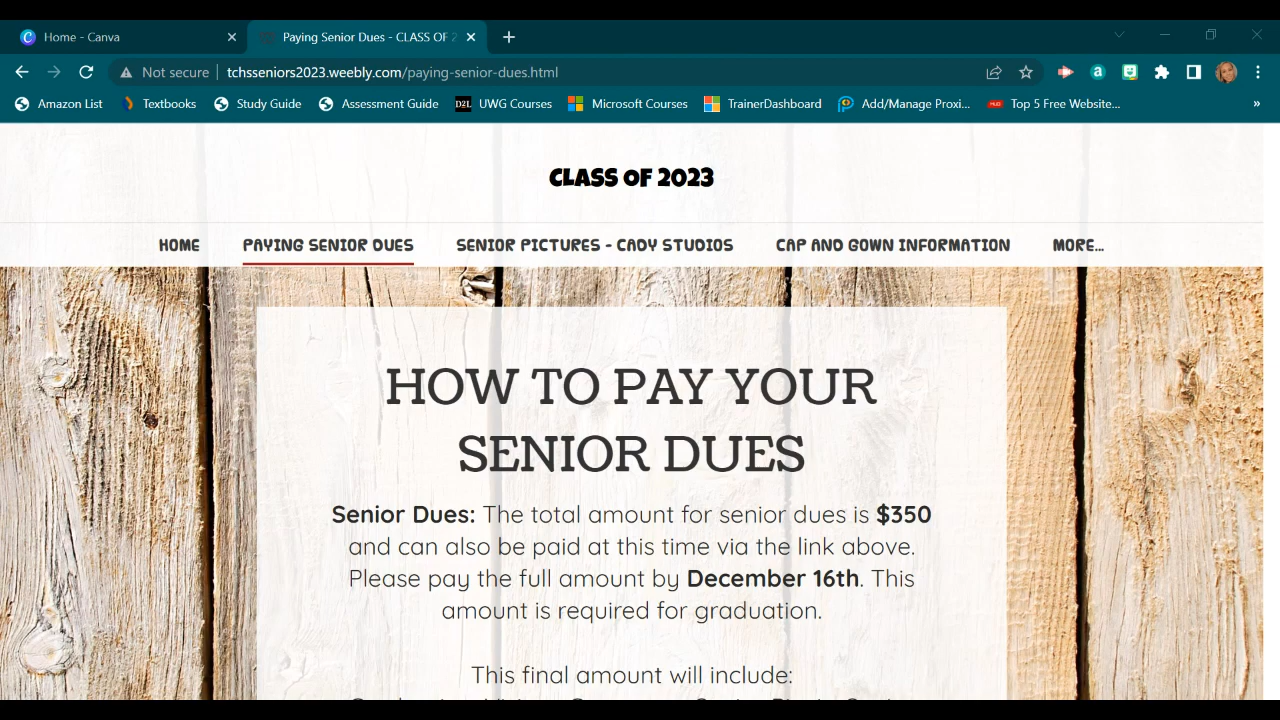 Home - Canva
Paying Senior Dues - CLASS OF 2
Not secure
tchsseniors2023.weebly.com/paying-senior-dues.html
Amazon List
Textbooks
Study Guide
Assessment Guide
D2L
UWG Courses
Microsoft Courses
TrainerDashboard
Add/Manage Proxi...
Top 5 Free Website...
»
CLASS OF 2023
HOME
PAYING SENIOR DUES
SENIOR PICTURES - CADY STUDIOS
CAP AND GOWN INFORMATION
MORE...
HOW TO PAY YOUR
SENIOR DUES
Senior Dues: The total amount for senior dues is $350
and can also be paid at this time via the link above.
Please pay the full amount by December 16th. This
amount is required for graduation.
This final amount will include: